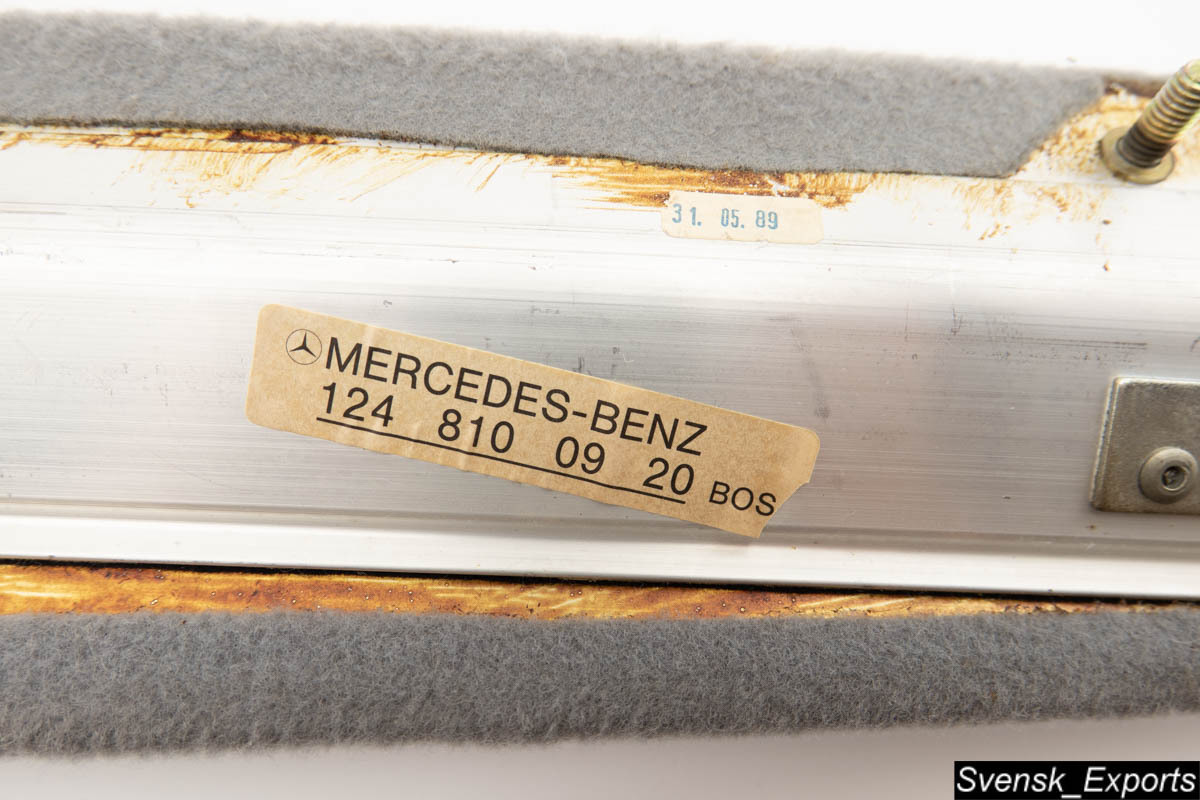 31. 05. 89
MERCEDES-BENZ
124 810 09 20 BOS
Svensk_Exports